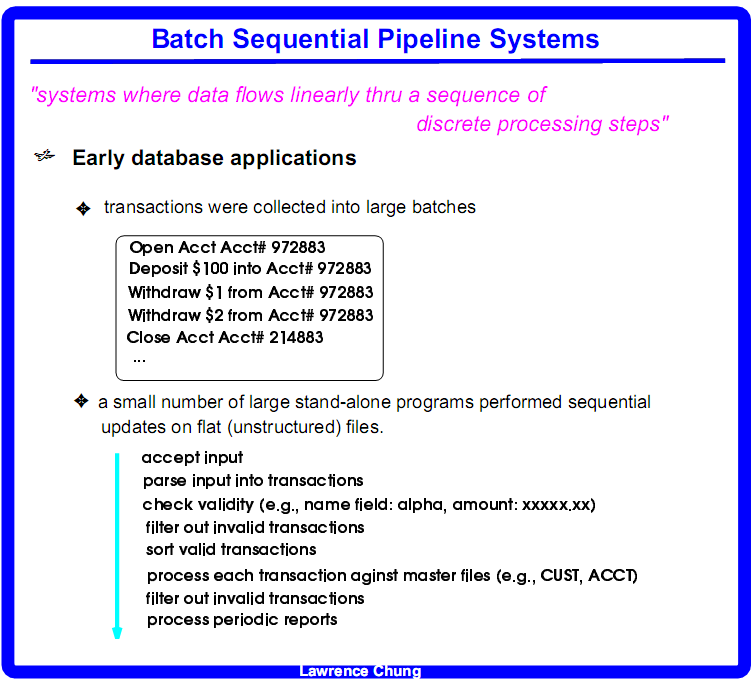 Batch Sequential Pipeline Systems
"systems where data flows linearly thru a sequence of
discrete processing steps"
Early database applications
transactions were collected into large batches
Open Acct Acct# 972883
Deposit $100 into Acct# 972883
Withdraw $1 from Acct# 972883
Withdraw $2 from Acct# 972883
Close Acct Acct# 214883
...
a small number of large stand-alone programs performed sequential
updates on flat (unstructured) files.
accept input
parse input into transactions
check validity (e.g., name field: alpha, amount: xxxxx.xx)
filter out invalid transactions
sort valid transactions
process each transaction aginst master files (e.g., CUST, ACCT)
filter out invalid transactions
process periodic reports
Lawrence Chung